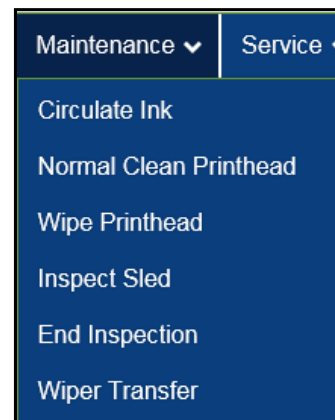 Maintenance Service
Circulate Ink
Normal Clean Printhead
Wipe Printhead
Inspect Sled
End Inspection
Wiper Transfer